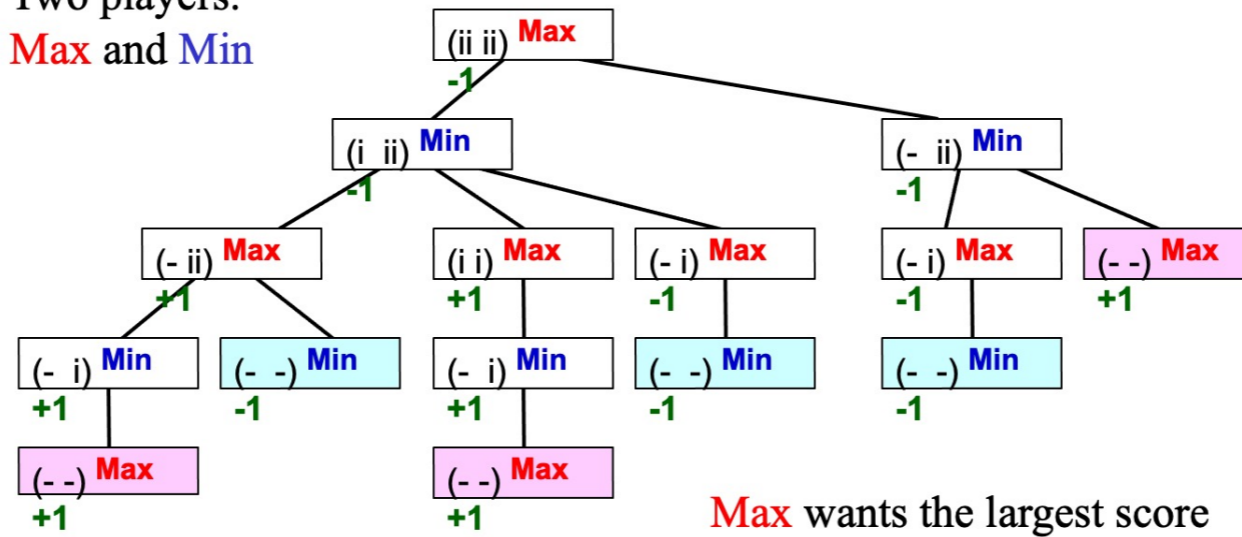 Two players:
Max and Min
(ii ii) Max
-1
(i ii) Min
-1
(- ii) Min
-1
(- ii) Max
+1
(i i) Max
+1
(- i) Max
-1
(- i) Max
-1
(- -) Max
+1
(- i) Min
+1
(- -) Min
-1
(- i) Min
+1
(- -) Min
-1
(- -) Min
-1
(- -) Max
+1
(- -) Max
+1
Max wants the largest score